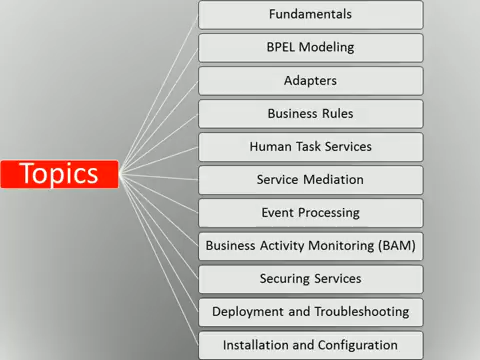 Fundamentals
BPEL Modeling
Adapters
Business Rules
Human Task Services
Topics
Service Mediation
Event Processing
Business Activity Monitoring (BAM)
Securing Services
Deployment and Troubleshooting
Installation and Configuration